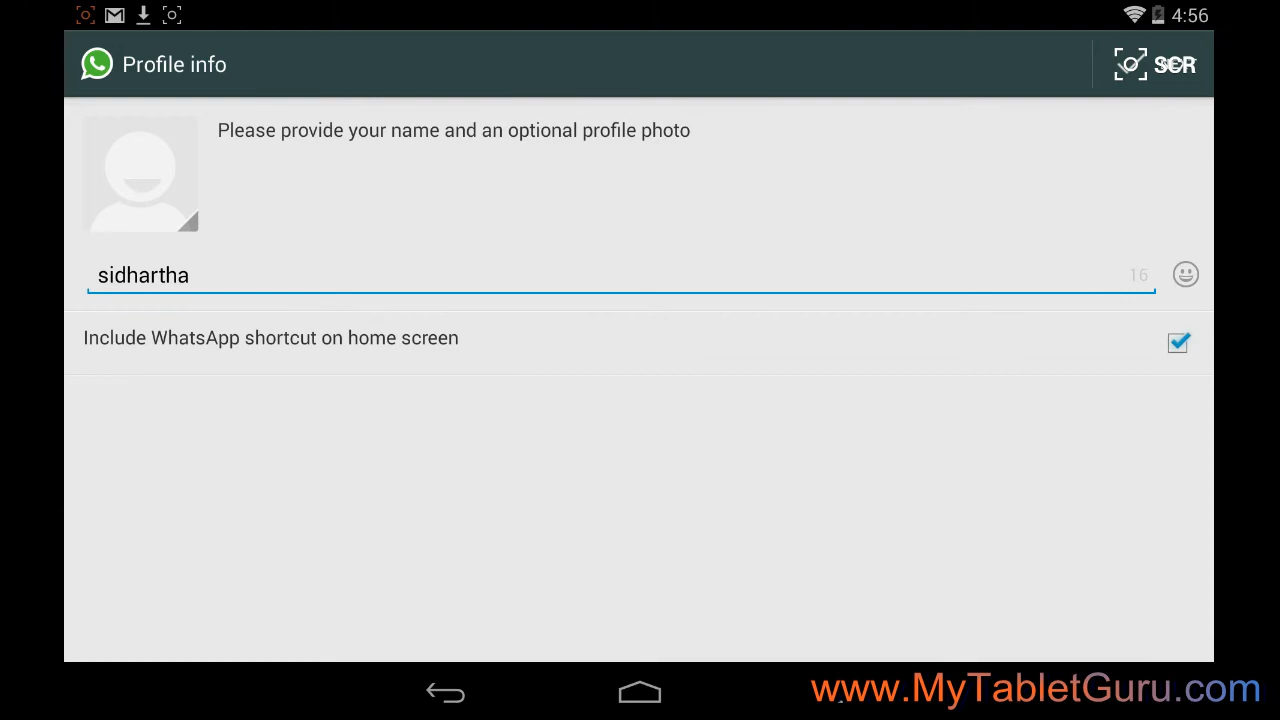 4:56
Profile info
SCR
Please provide your name and an optional profile photo
sidhartha
16
Include WhatsApp shortcut on home screen
www.MyTabletGuru.com